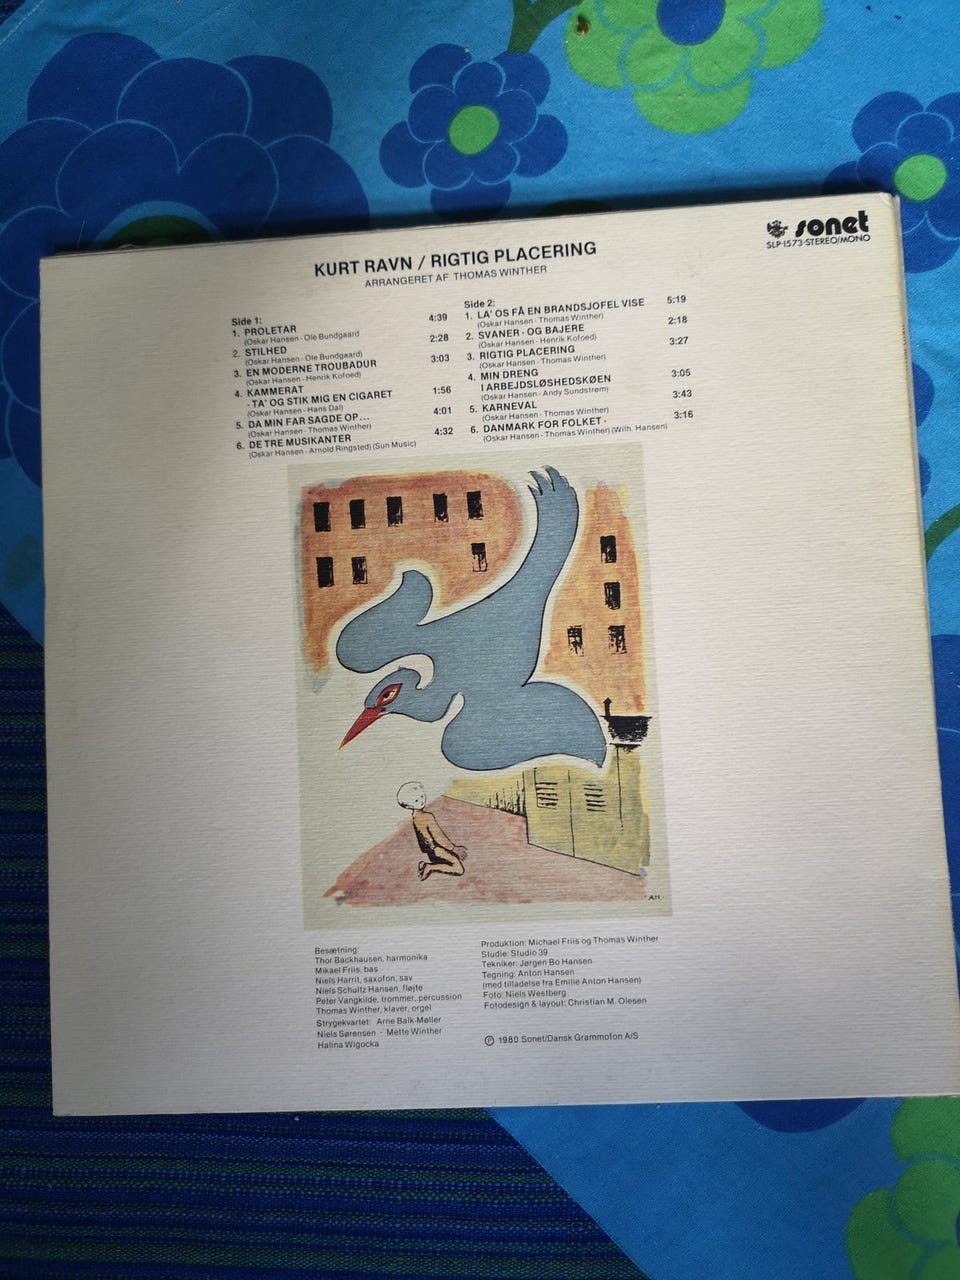 sonet
SLP-1573-STEREO/MONO
KURT RAVN / RIGTIG PLACERING
ARRANGERET AF THOMAS WINTHER
Side 1:
1. PROLETAR 4:39
(Oskar Hansen - Ole Bundgaard
2. STILHED 2:28
(Oskar Hansen - Ole Bundgaard)
3. EN MODERNE TROUBADUR 3:03
(Oskar Hansen - Henrik Kofoed)
4. KAMMERAT
- TA' OG STIK MIG EN CIGARET 1:56
(Oskar Hansen - Hans Dal)
5. DA MIN FAR SAGDE OP... 4:01
(Oskar Hansen - Thomas Winther)
6. DE TRE MUSIKANTER 4:32
(Oskar Hansen - Arnold Ringsted) (Sun Music)
Side 2:
1. LA' OS FÅ EN BRANDSJOFEL VISE 5:19
(Oskar Hansen - Thomas Winther)
2. SVANER - OG BAJERE 2:18
(Oskar Hansen - Henrik Kofoed)
3. RIGTIG PLACERING 3:27
(Oskar Hansen - Thomas Winther)
4. MIN DRENG
I ARBEJDSLØSHEDSKØEN 3:05
(Oskar Hansen - Andy Sundstrøm)
5. KARNEVAL 3:43
(Oskar Hansen - Thomas Winther)
6. DANMARK FOR FOLKET - 3:16
(Oskar Hansen - Thomas Winther) (Wilh. Hansen)
AH
Besætning:
Thor Backhausen, harmonika
Mikael Friis, bas
Niels Harrit, saxofon, sav
Niels Schultz Hansen, fløjte
Peter Vangkilde, trommer, percussion
Thomas Winther, klaver, orgel
Strygekvartet: Arne Balk-Møller
Niels Sørensen - Mette Winther
Halina Wigocka
Produktion: Michael Friis og Thomas Winther
Studie: Studio 39
Tekniker: Jørgen Bo Hansen
Tegning: Anton Hansen
(med tilladelse fra Emilie Anton Hansen)
Foto: Niels Westberg
Fotodesign & layout: Christian M. Olesen
℗ 1980 Sonet/Dansk Grammofon A/S